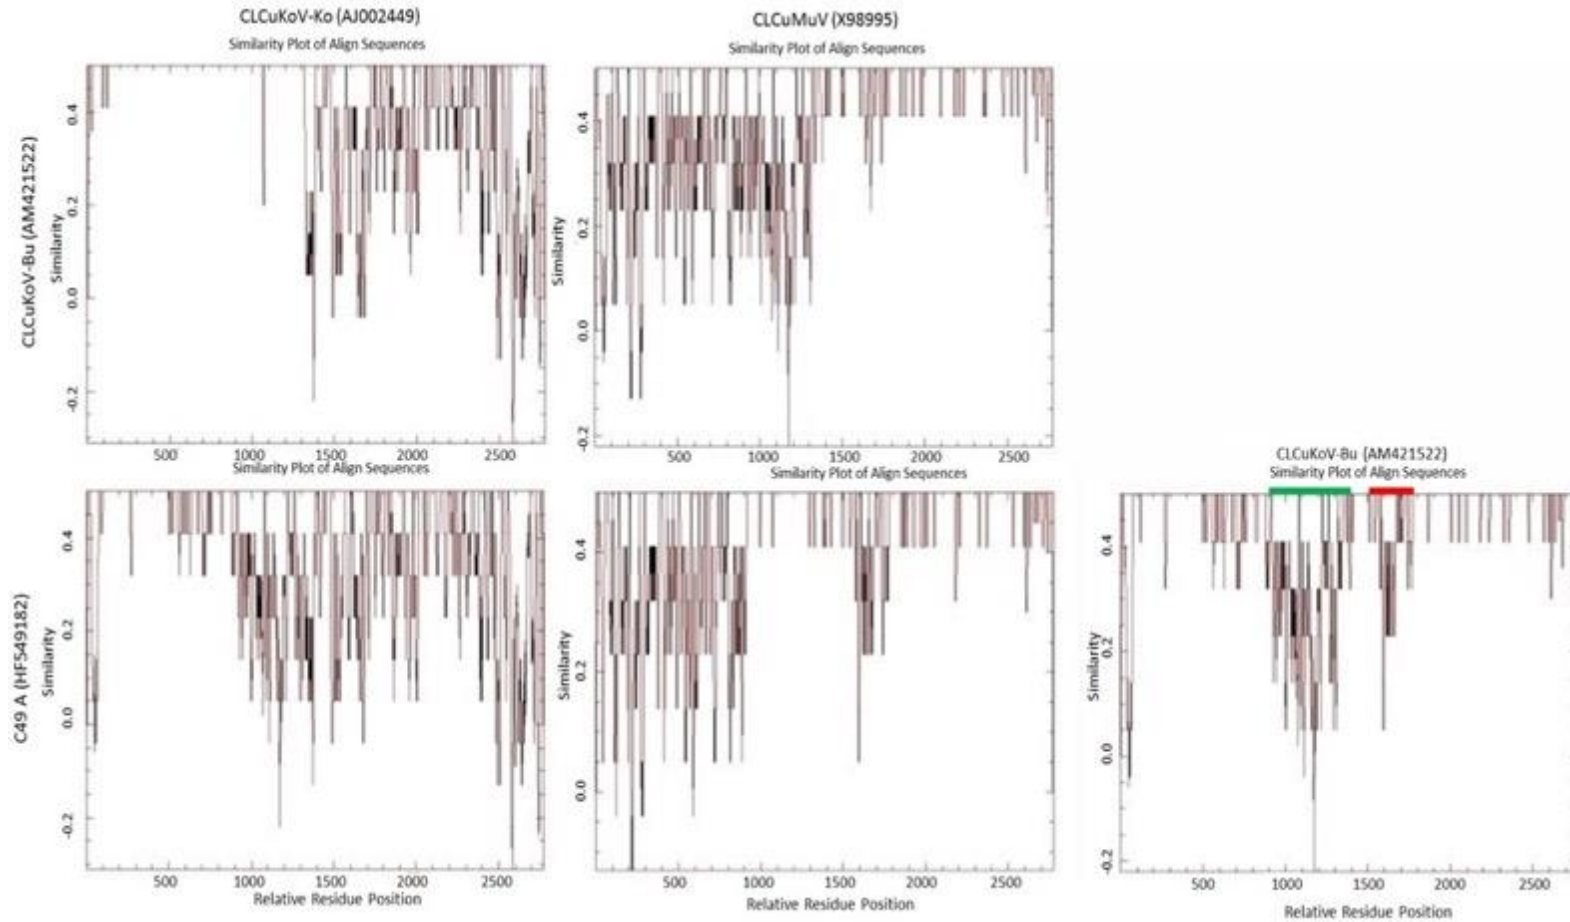 CLCuKoV-Ko (AJ002449)
Similarity Plot of Align Sequences
CLCuMuV (X98995)
Similarity Plot of Align Sequences
CLCuKoV-Bu (AM421522)
Similarity
0.4
0.2
0.0
-0.2
500
1000
1500
2000
2500
Similarity
0.4
0.2
0.0
-0.2
500
1000
1500
2000
2500
Similarity Plot of Align Sequences
Similarity Plot of Align Sequences
CLCuKoV-Bu (AM421522)
Similarity Plot of Align Sequences
C49 A (HF549182)
Similarity
0.4
0.2
0.0
-0.2
500
1000
1500
2000
2500
Relative Residue Position
Similarity
0.4
0.2
0.0
500
1000
1500
2000
2500
Relative Residue Position
Similarity
0.4
0.2
0.0
-0.2
500
1000
1500
2000
2500
Relative Residue Position